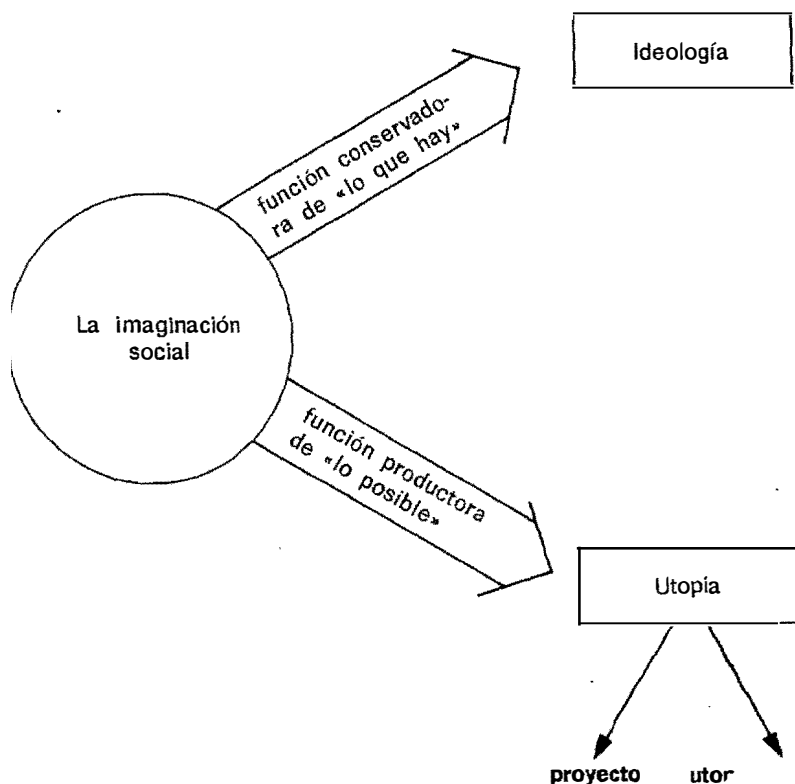 Ideología
función conservado-
ra de «lo que hay»
La imaginación
social
función productora
de «lo posible»
Utopía
proyecto utor